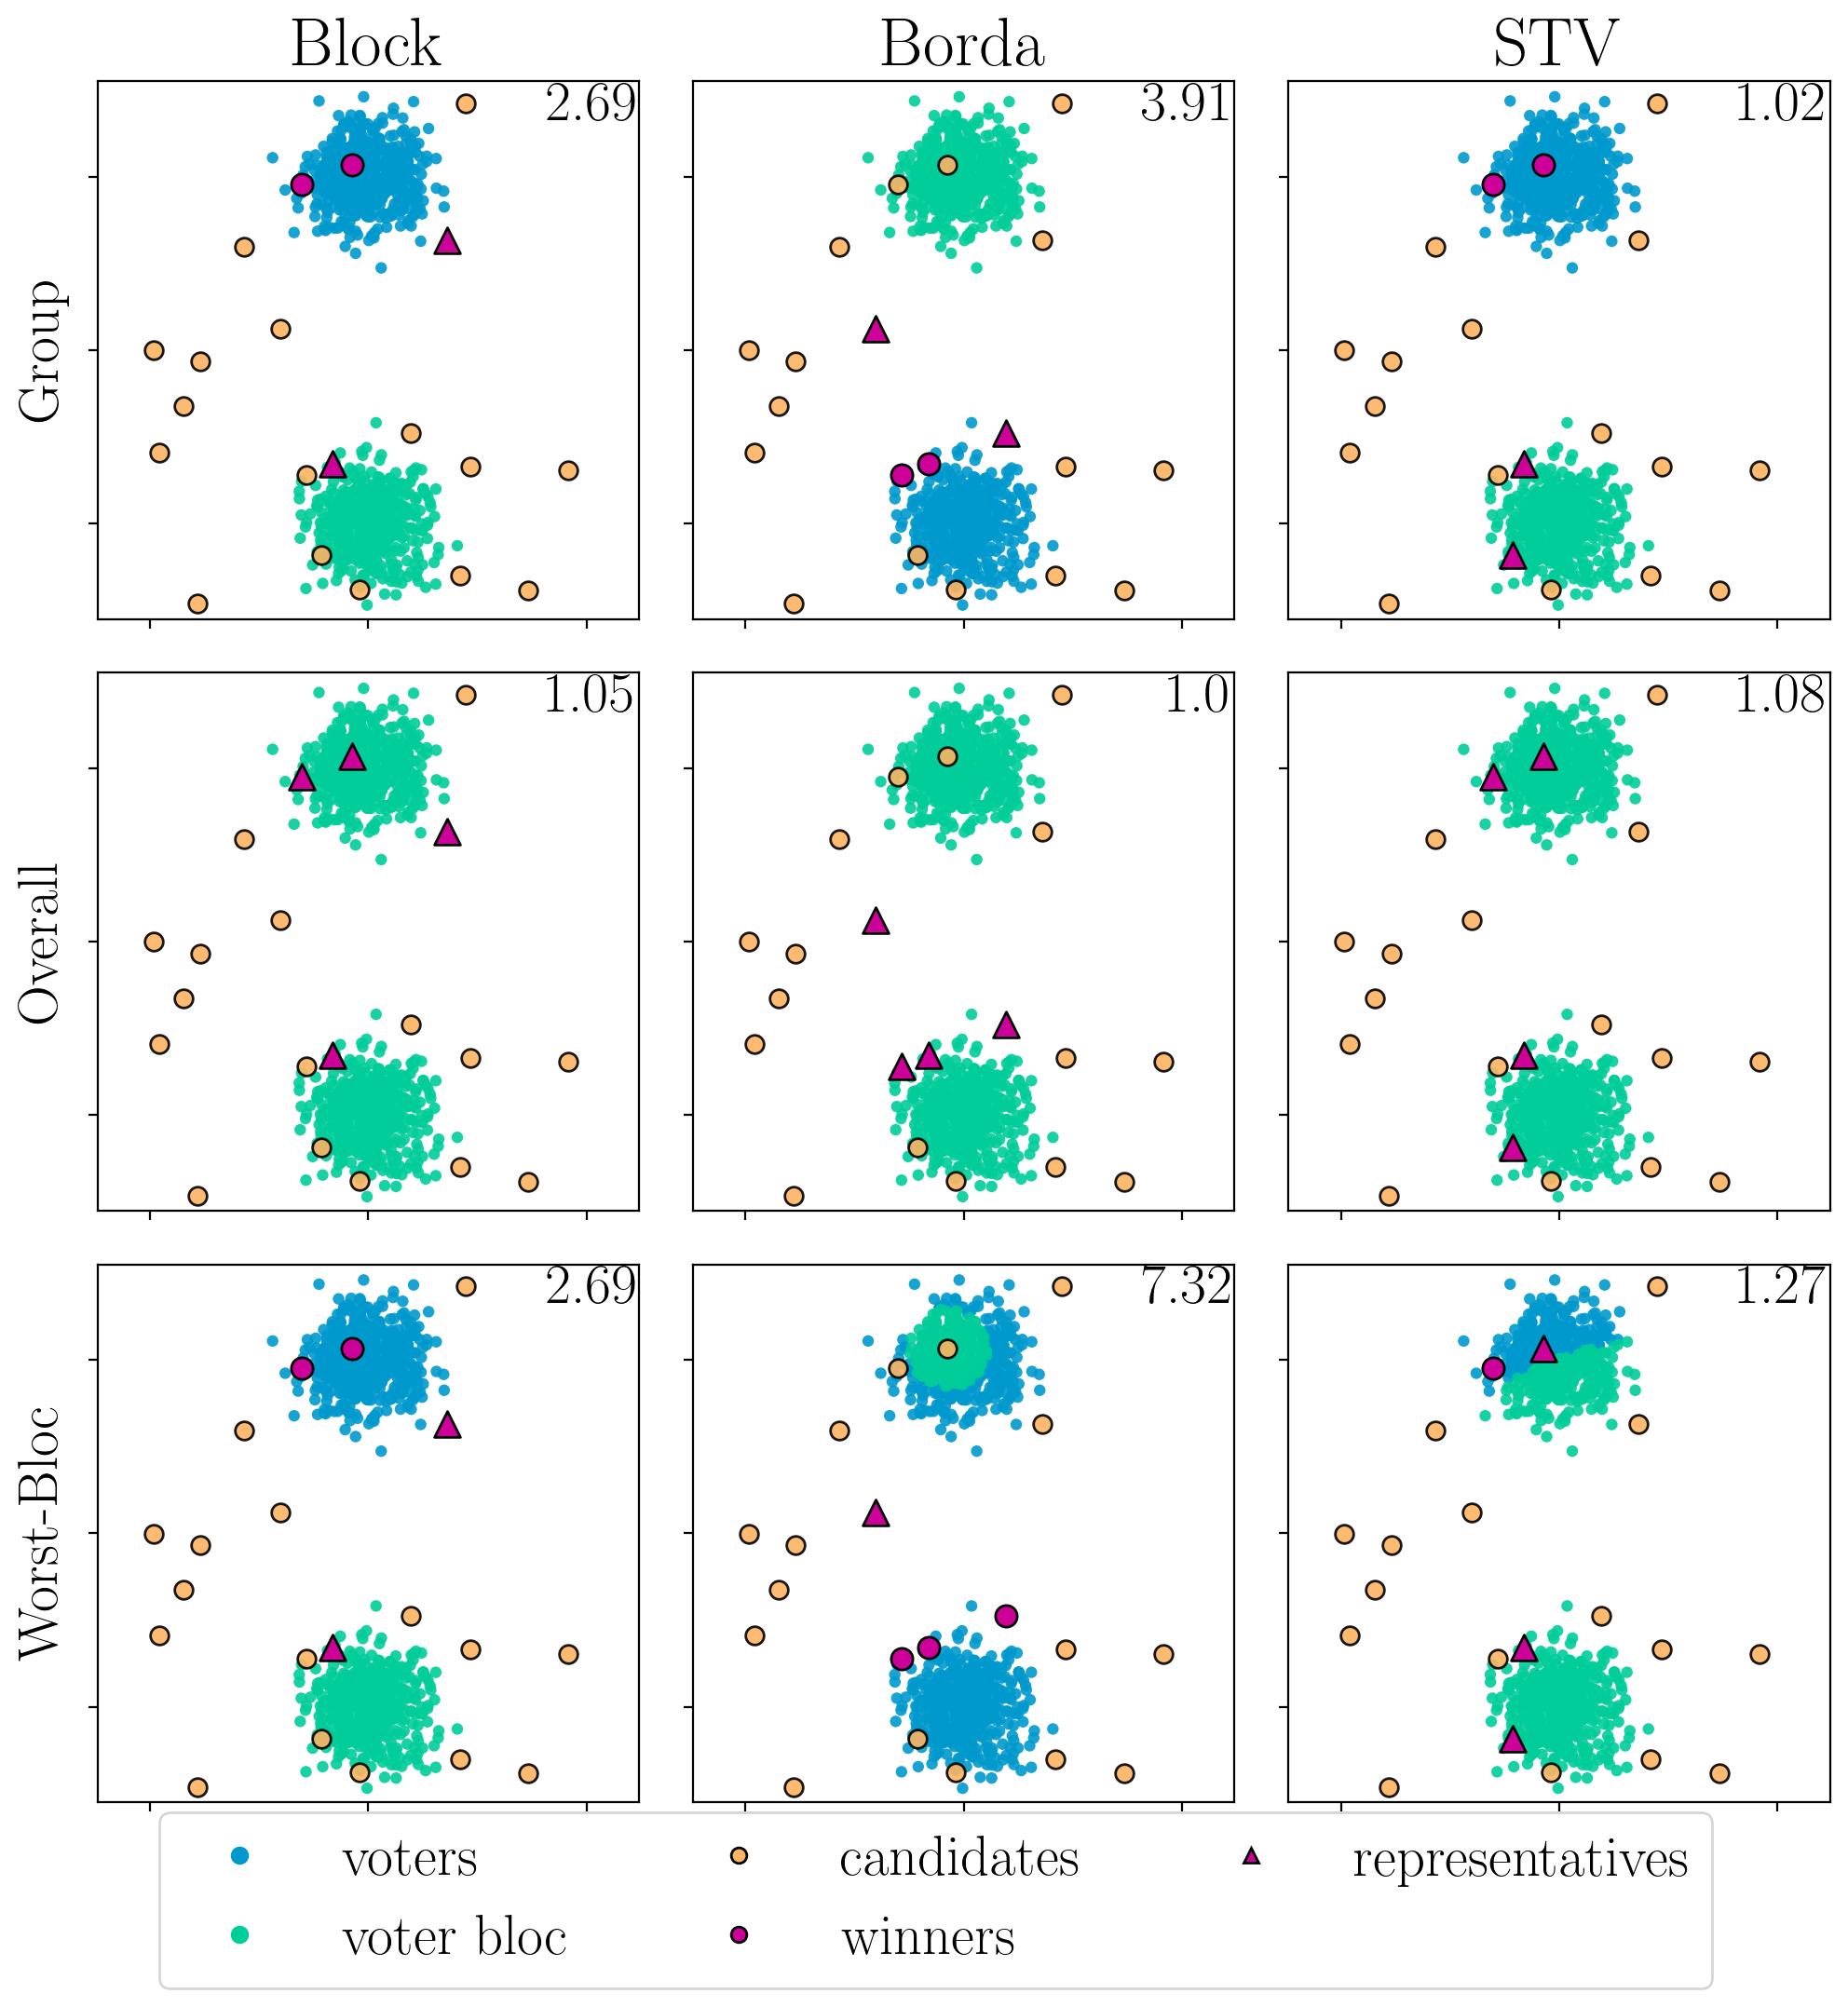 Block Borda STV
Group 2.69 3.91 1.02
Overall 1.05 1.0 1.08
Worst-Bloc 2.69 7.32 1.27
voters candidates representatives
voter bloc winners